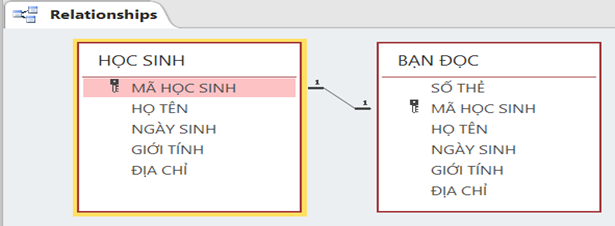 Relationships
HỌC SINH
MÃ HỌC SINH
HỌ TÊN
NGÀY SINH
GIỚI TÍNH
ĐỊA CHỈ
1
1
BẠN ĐỌC
SỐ THẺ
MÃ HỌC SINH
HỌ TÊN
NGÀY SINH
GIỚI TÍNH
ĐỊA CHỈ